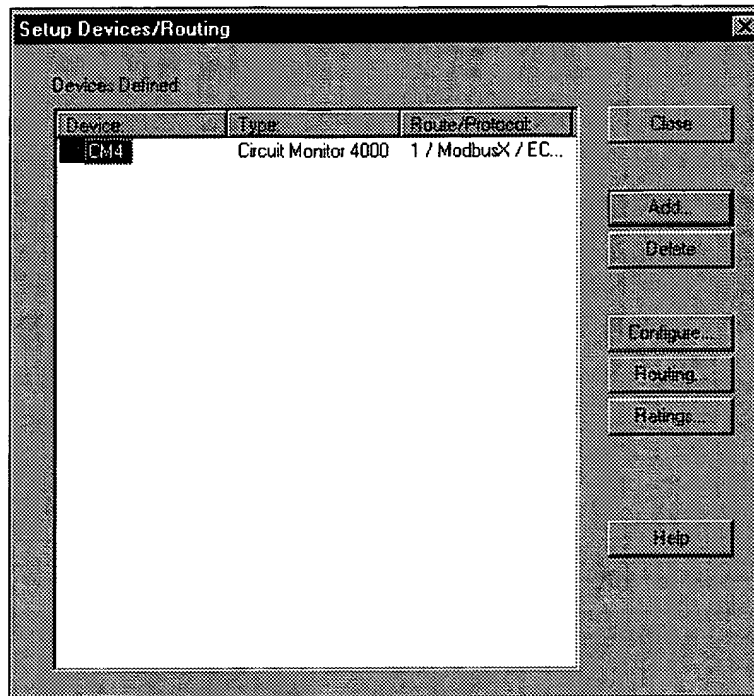 Setup Devices/Routing
Devices Defined
Device: Type: Route/Protocol:
CM4 Circuit Monitor 4000 1 / ModbusX / EC...
Close
Add...
Delete
Configure...
Routing...
Ratings...
Help